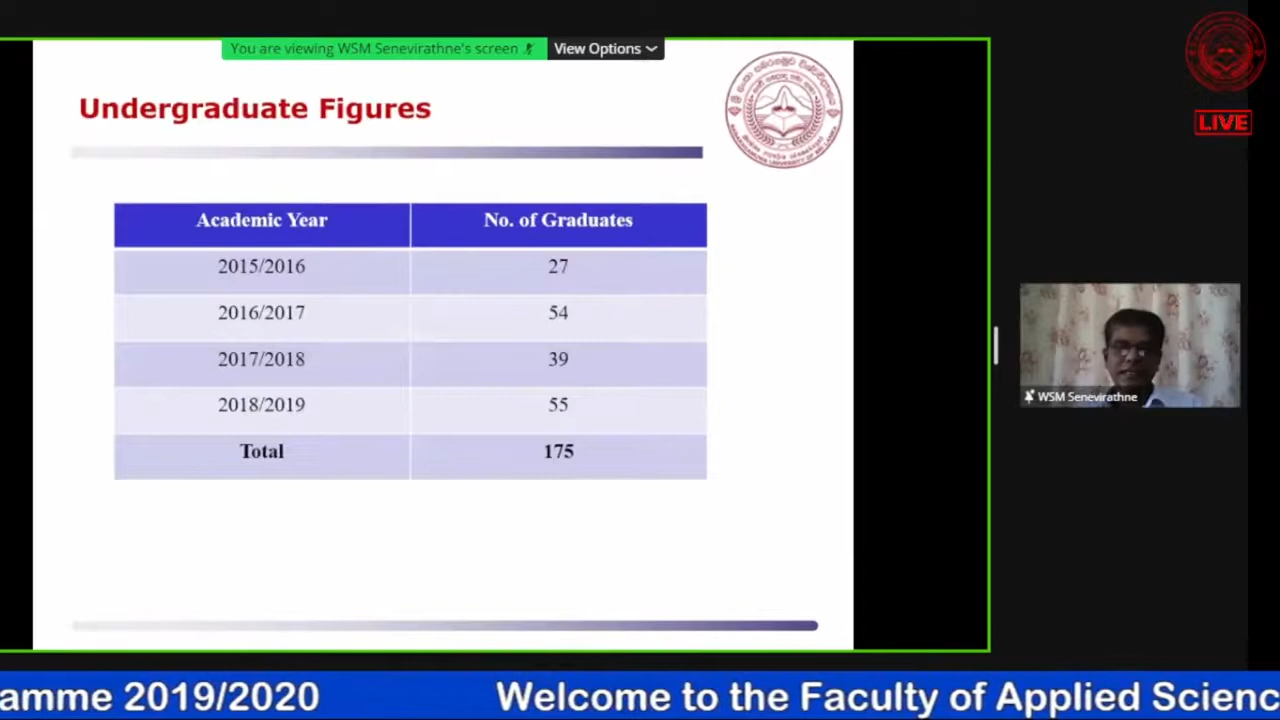 You are viewing WSM Senevirathne's screen
View Options
LIVE
Undergraduate Figures
Academic Year No. of Graduates
2015/2016 27
2016/2017 54
2017/2018 39
2018/2019 55
Total 175
WSM Senevirathne
amme 2019/2020 Welcome to the Faculty of Applied Scienc